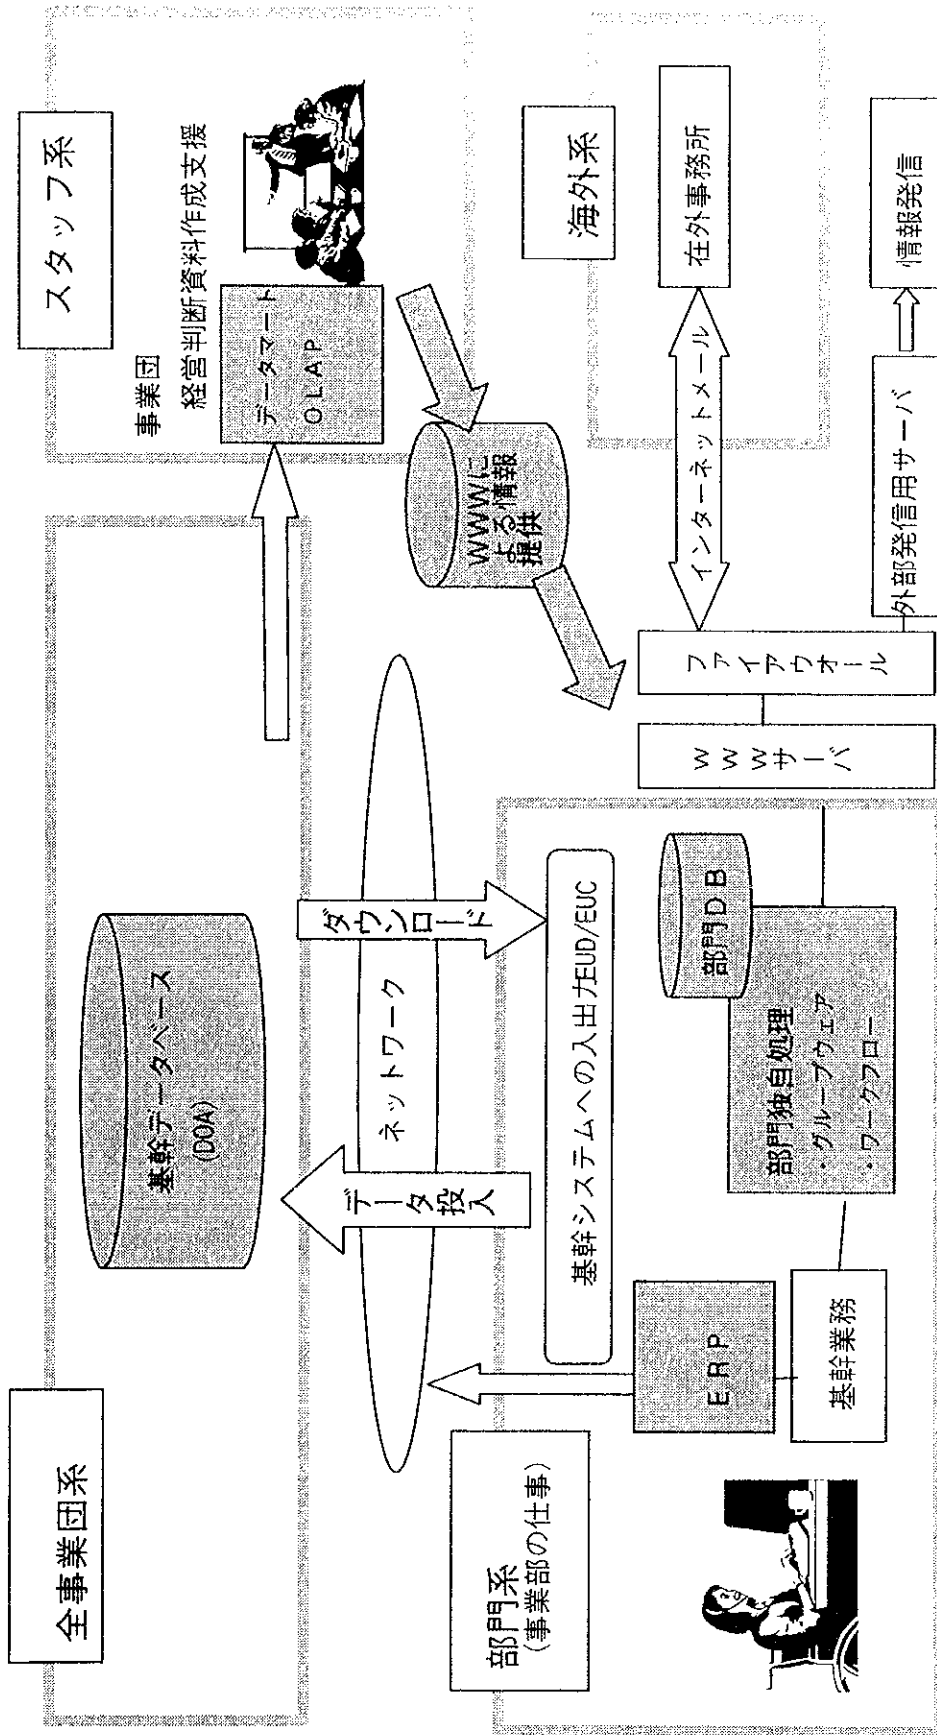 全事業団系
基幹データベース
(DOA)
スタッフ系
事業団
経営判断資料作成支援
データマート
OLAP
ネットワーク
データ投入
ダウンロード
WWWに
よる情報
提供
部門系
(事業部の仕事)
基幹システムへの入出力EUD/EUC
ERP
基幹業務
部門DB
部門独自処理
・グループウェア
・ワークフロー
WWWサーバ
ファイアウオール
海外系
インターネットメール
在外事務所
外部発信用サーバ
情報発信